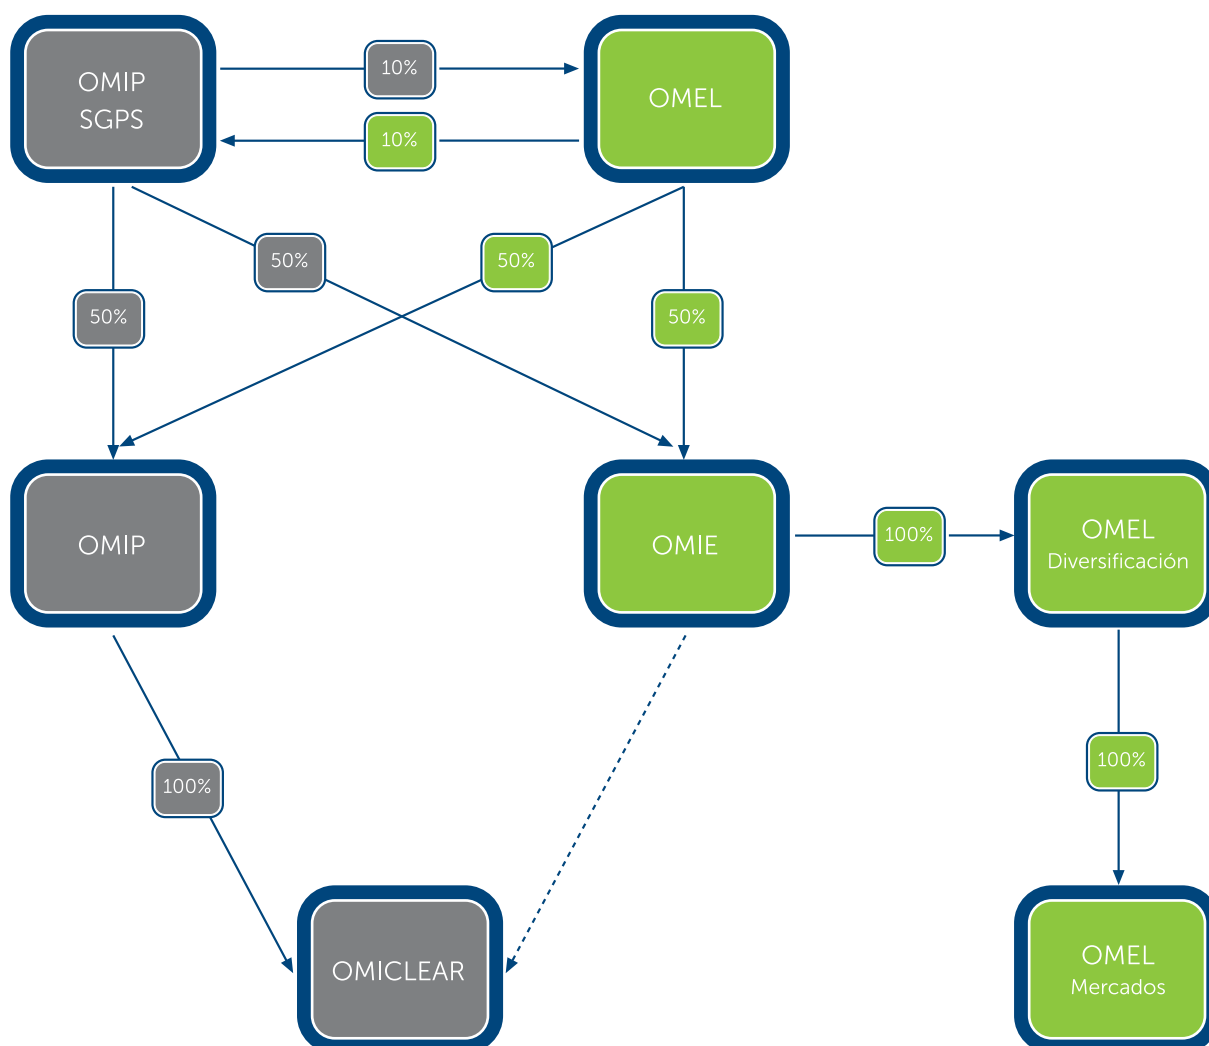 OMIP
SGPS
10%
OMEL
10%
50%
50%
50%
50%
OMIP
OMIE
100%
OMEL
Diversificación
100%
100%
OMICLEAR
OMEL
Mercados